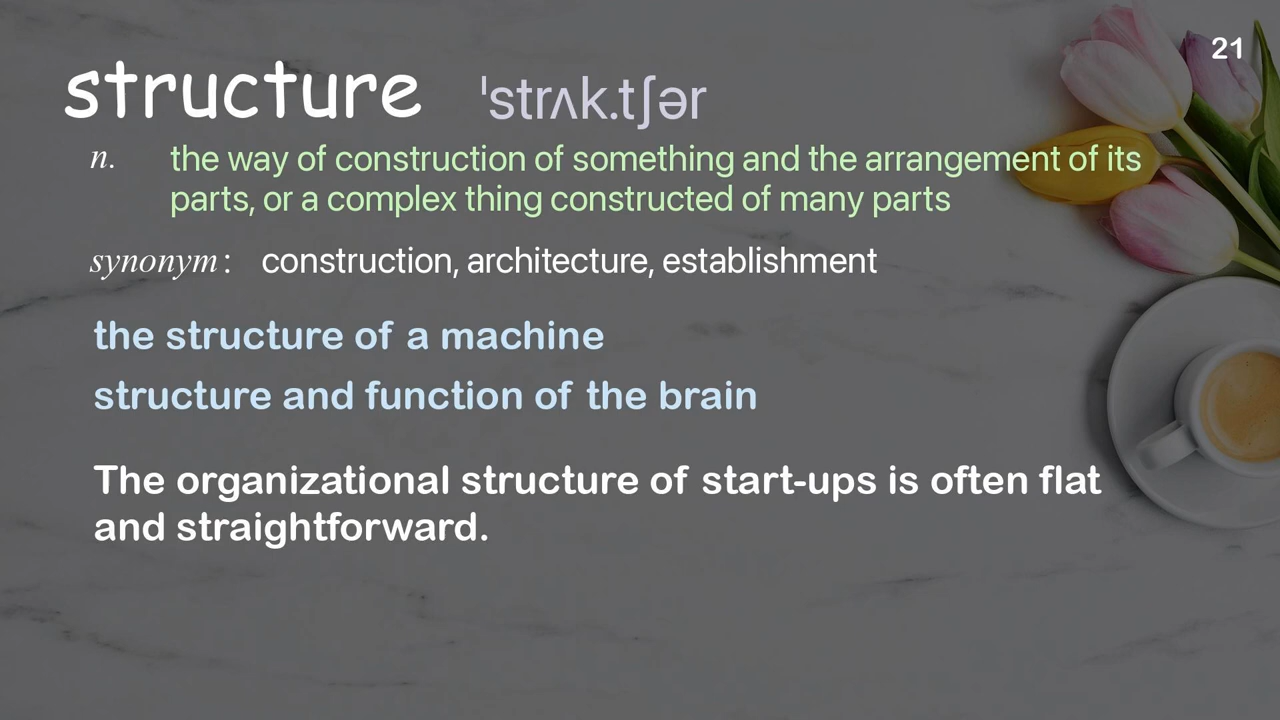 21
structure ˈstrʌk.tʃər
n. the way of construction of something and the arrangement of its
parts, or a complex thing constructed of many parts
synonym: construction, architecture, establishment
the structure of a machine
structure and function of the brain
The organizational structure of start-ups is often flat
and straightforward.